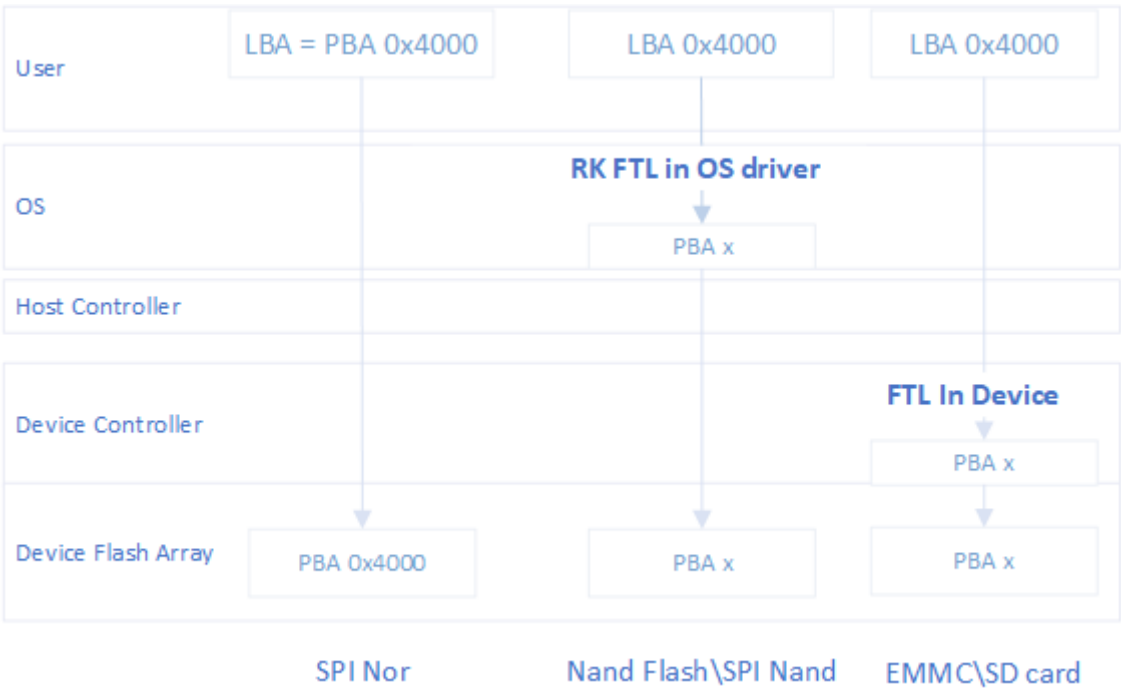 LBA = PBA 0x4000
LBA 0x4000
LBA 0x4000
User
RK FTL in OS driver
OS
PBA x
Host Controller
FTL In Device
Device Controller
PBA x
Device Flash Array
PBA 0x4000
PBA x
PBA x
SPI Nor
Nand Flash\SPI Nand
EMMC\SD card